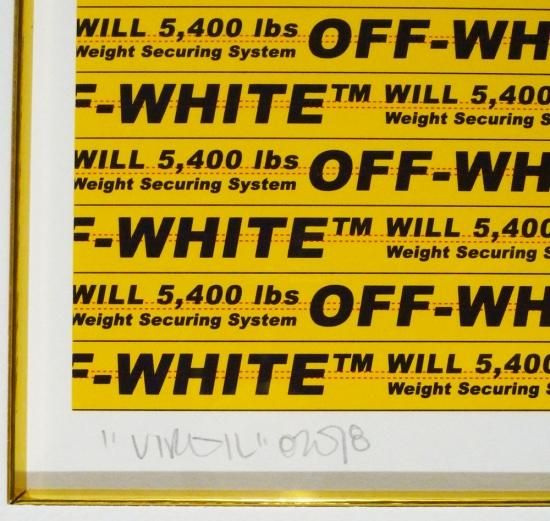 WILL 5,400 lbs OFF-WH
Weight Securing System
F-WHITE™ WILL 5,400
Weight Securing S
WILL 5,400 lbs OFF-WH
Weight Securing System
F-WHITE™ WILL 5,400
Weight Securing S
WILL 5,400 lbs OFF-WH
Weight Securing System
F-WHITE™ WILL 5,400
Weight Securing S
"VIRGIL" ©2018